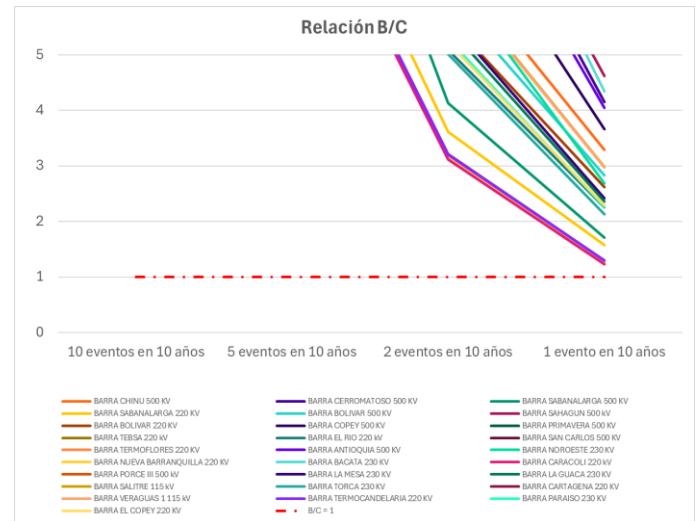 Relación B/C
5
4
3
2
1
0
10 eventos en 10 años 5 eventos en 10 años 2 eventos en 10 años 1 evento en 10 años
BARRA CHINU 500 KV BARRA CERROMATOSO 500 KV BARRA SABANALARGA 500 KV
BARRA SABANALARGA 220 KV BARRA BOLIVAR 500 KV BARRA SAHAGUN 500 kV
BARRA BOLIVAR 220 KV BARRA COPEY 500 KV BARRA PRIMAVERA 500 KV
BARRA TEBSA 220 kV BARRA EL RIO 220 kV BARRA SAN CARLOS 500 KV
BARRA TERMOFLORES 220 KV BARRA ANTIOQUIA 500 KV BARRA NOROESTE 230 KV
BARRA NUEVA BARRANQUILLA 220 KV BARRA BACATA 230 KV BARRA CARACOLI 220 kV
BARRA PORCE III 500 kV BARRA LA MESA 230 KV BARRA LA GUACA 230 KV
BARRA SALITRE 115 kV BARRA TORCA 230 KV BARRA CARTAGENA 220 KV
BARRA VERAGUAS 1 115 kV BARRA TERMOCANDELARIA 220 KV BARRA PARAISO 230 KV
BARRA EL COPEY 220 KV B/C = 1